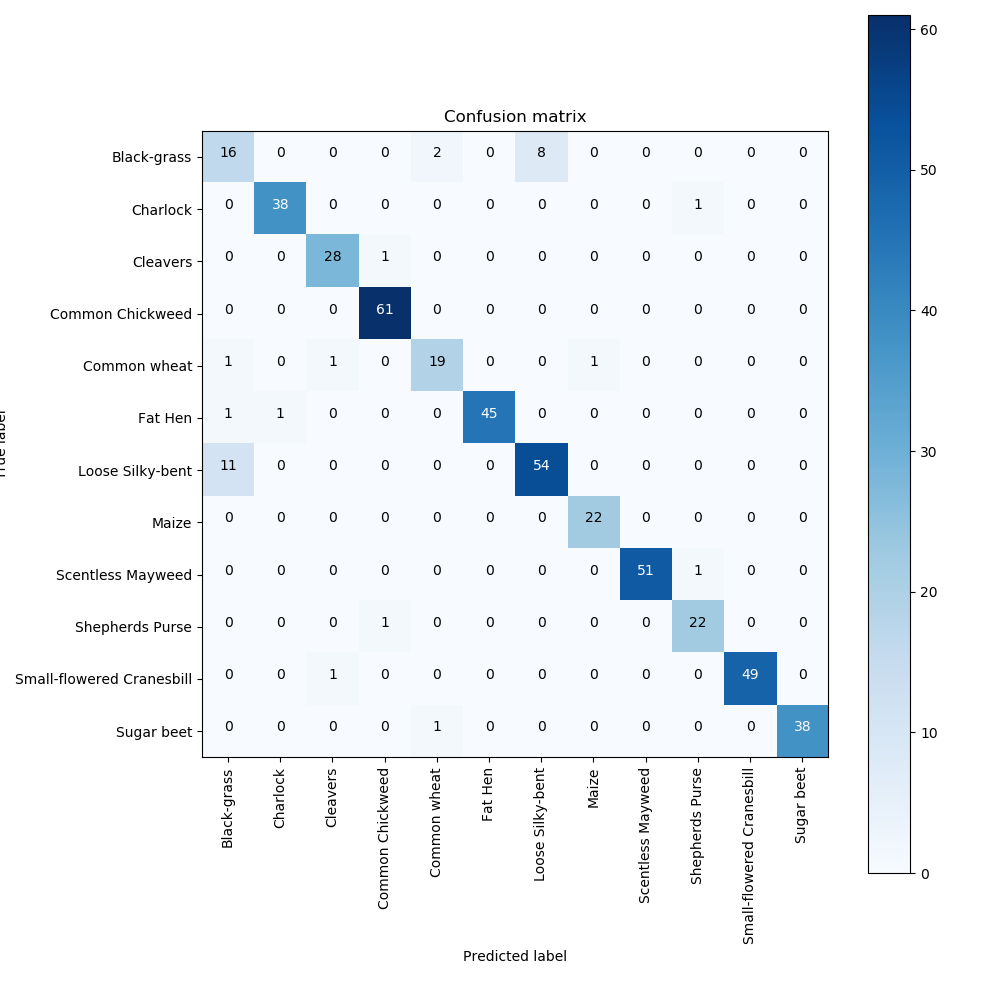 Confusion matrix
Black-grass 16 0 0 0 2 0 8 0 0 0 0 0
Charlock 0 38 0 0 0 0 0 0 0 1 0 0
Cleavers 0 0 28 1 0 0 0 0 0 0 0 0
Common Chickweed 0 0 0 61 0 0 0 0 0 0 0 0
Common wheat 1 0 1 0 19 0 0 1 0 0 0 0
Fat Hen 1 1 0 0 0 45 0 0 0 0 0 0
Loose Silky-bent 11 0 0 0 0 0 54 0 0 0 0 0
Maize 0 0 0 0 0 0 0 22 0 0 0 0
Scentless Mayweed 0 0 0 0 0 0 0 0 51 1 0 0
Shepherds Purse 0 0 0 1 0 0 0 0 0 22 0 0
Small-flowered Cranesbill 0 0 1 0 0 0 0 0 0 0 49 0
Sugar beet 0 0 0 0 1 0 0 0 0 0 0 38
Black-grass
Charlock
Cleavers
Common Chickweed
Common wheat
Fat Hen
Loose Silky-bent
Maize
Scentless Mayweed
Shepherds Purse
Small-flowered Cranesbill
Sugar beet
Predicted label
60
50
40
30
20
10
0